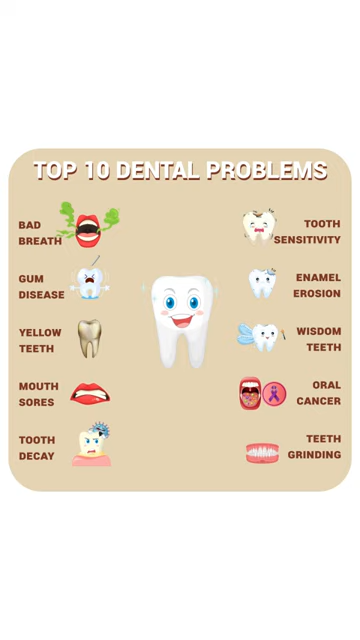 TOP 10 DENTAL PROBLEMS
BAD
BREATH
GUM
DISEASE
YELLOW
TEETH
MOUTH
SORES
TOOTH
DECAY
TOOTH
SENSITIVITY
ENAMEL
EROSION
WISDOM
TEETH
ORAL
CANCER
TEETH
GRINDING